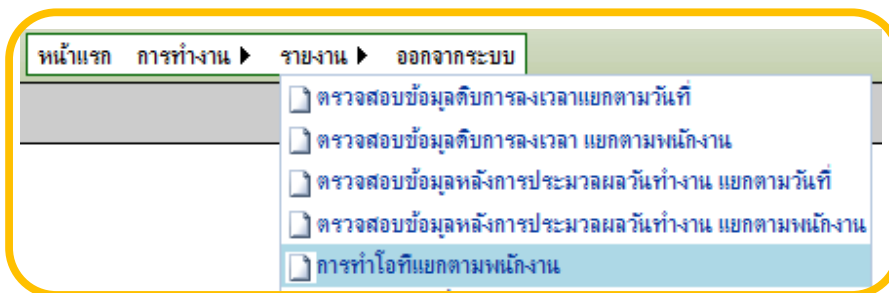 หน้าแรก การทำงาน ▶ รายงาน ▶ ออกจากระบบ
ตรวจสอบข้อมูลดิบการลงเวลาแยกตามวันที่
ตรวจสอบข้อมูลดิบการลงเวลา แยกตามพนักงาน
ตรวจสอบข้อมูลหลังการประมวลผลวันทำงาน แยกตามวันที่
ตรวจสอบข้อมูลหลังการประมวลผลวันทำงาน แยกตามพนักงาน
การทำโอทีแยกตามพนักงาน